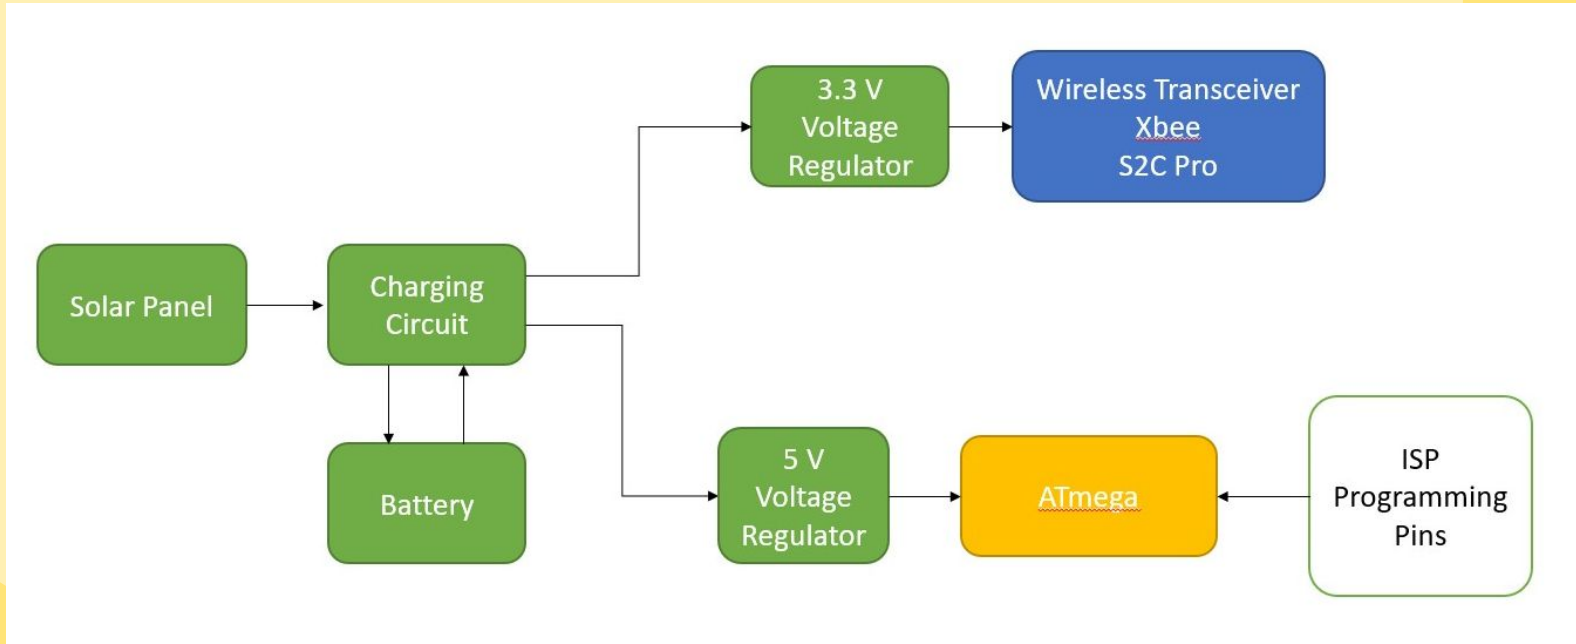 3.3 V
Voltage
Regulator
Wireless Transceiver
Xbee
S2C Pro
Solar Panel
Charging
Circuit
Battery
5 V
Voltage
Regulator
ATmega
ISP
Programming
Pins